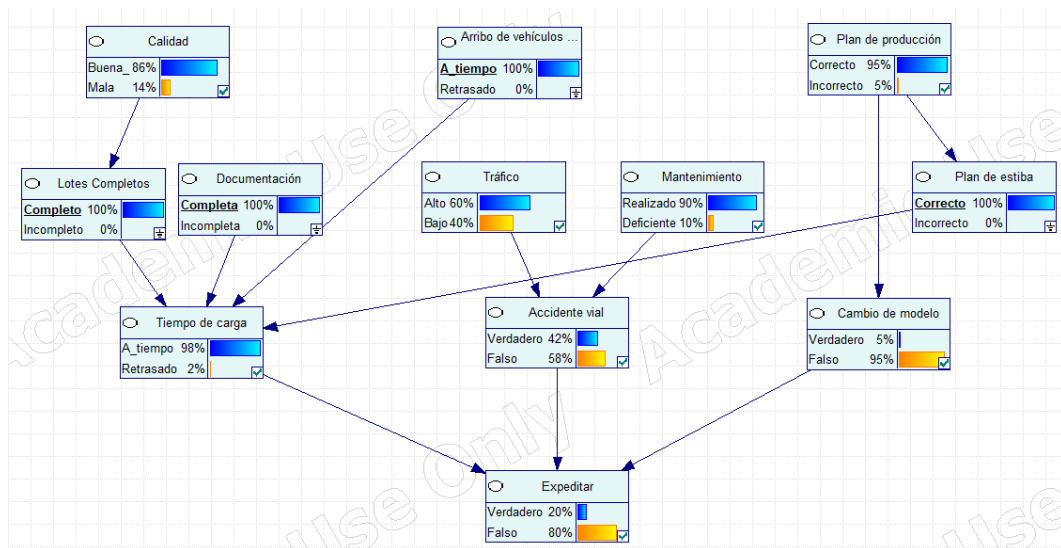 Calidad
Buena_ 86%
Mala 14%
Arribo de vehículos ...
A_tiempo 100%
Retrasado 0%
Plan de producción
Correcto 95%
Incorrecto 5%
Lotes Completos
Completo 100%
Incompleto 0%
Documentación
Completa 100%
Incompleta 0%
Tráfico
Alto 60%
Bajo 40%
Mantenimiento
Realizado 90%
Deficiente 10%
Plan de estiba
Correcto 100%
Incorrecto 0%
Tiempo de carga
A_tiempo 98%
Retrasado 2%
Accidente vial
Verdadero 42%
Falso 58%
Cambio de modelo
Verdadero 5%
Falso 95%
Expeditar
Verdadero 20%
Falso 80%
Academic Use Only